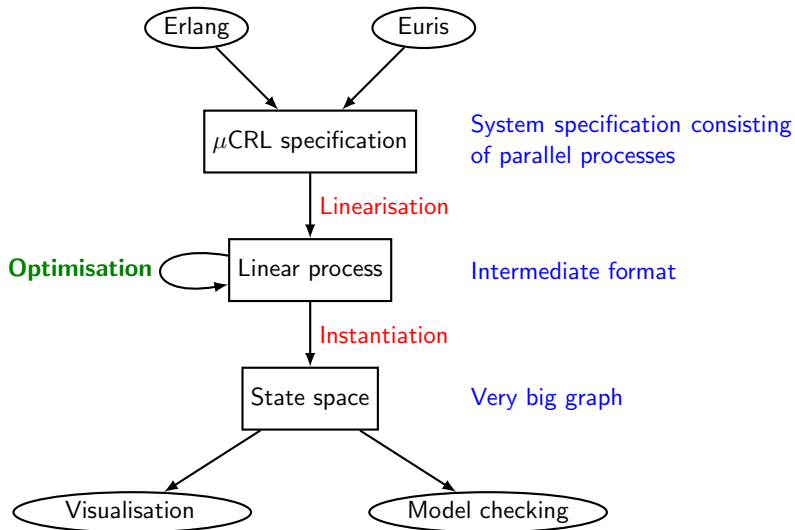 Erlang
Euris
μCRL specification
System specification consisting
of parallel processes
Linearisation
Optimisation
Linear process
Intermediate format
Instantiation
State space
Very big graph
Visualisation
Model checking